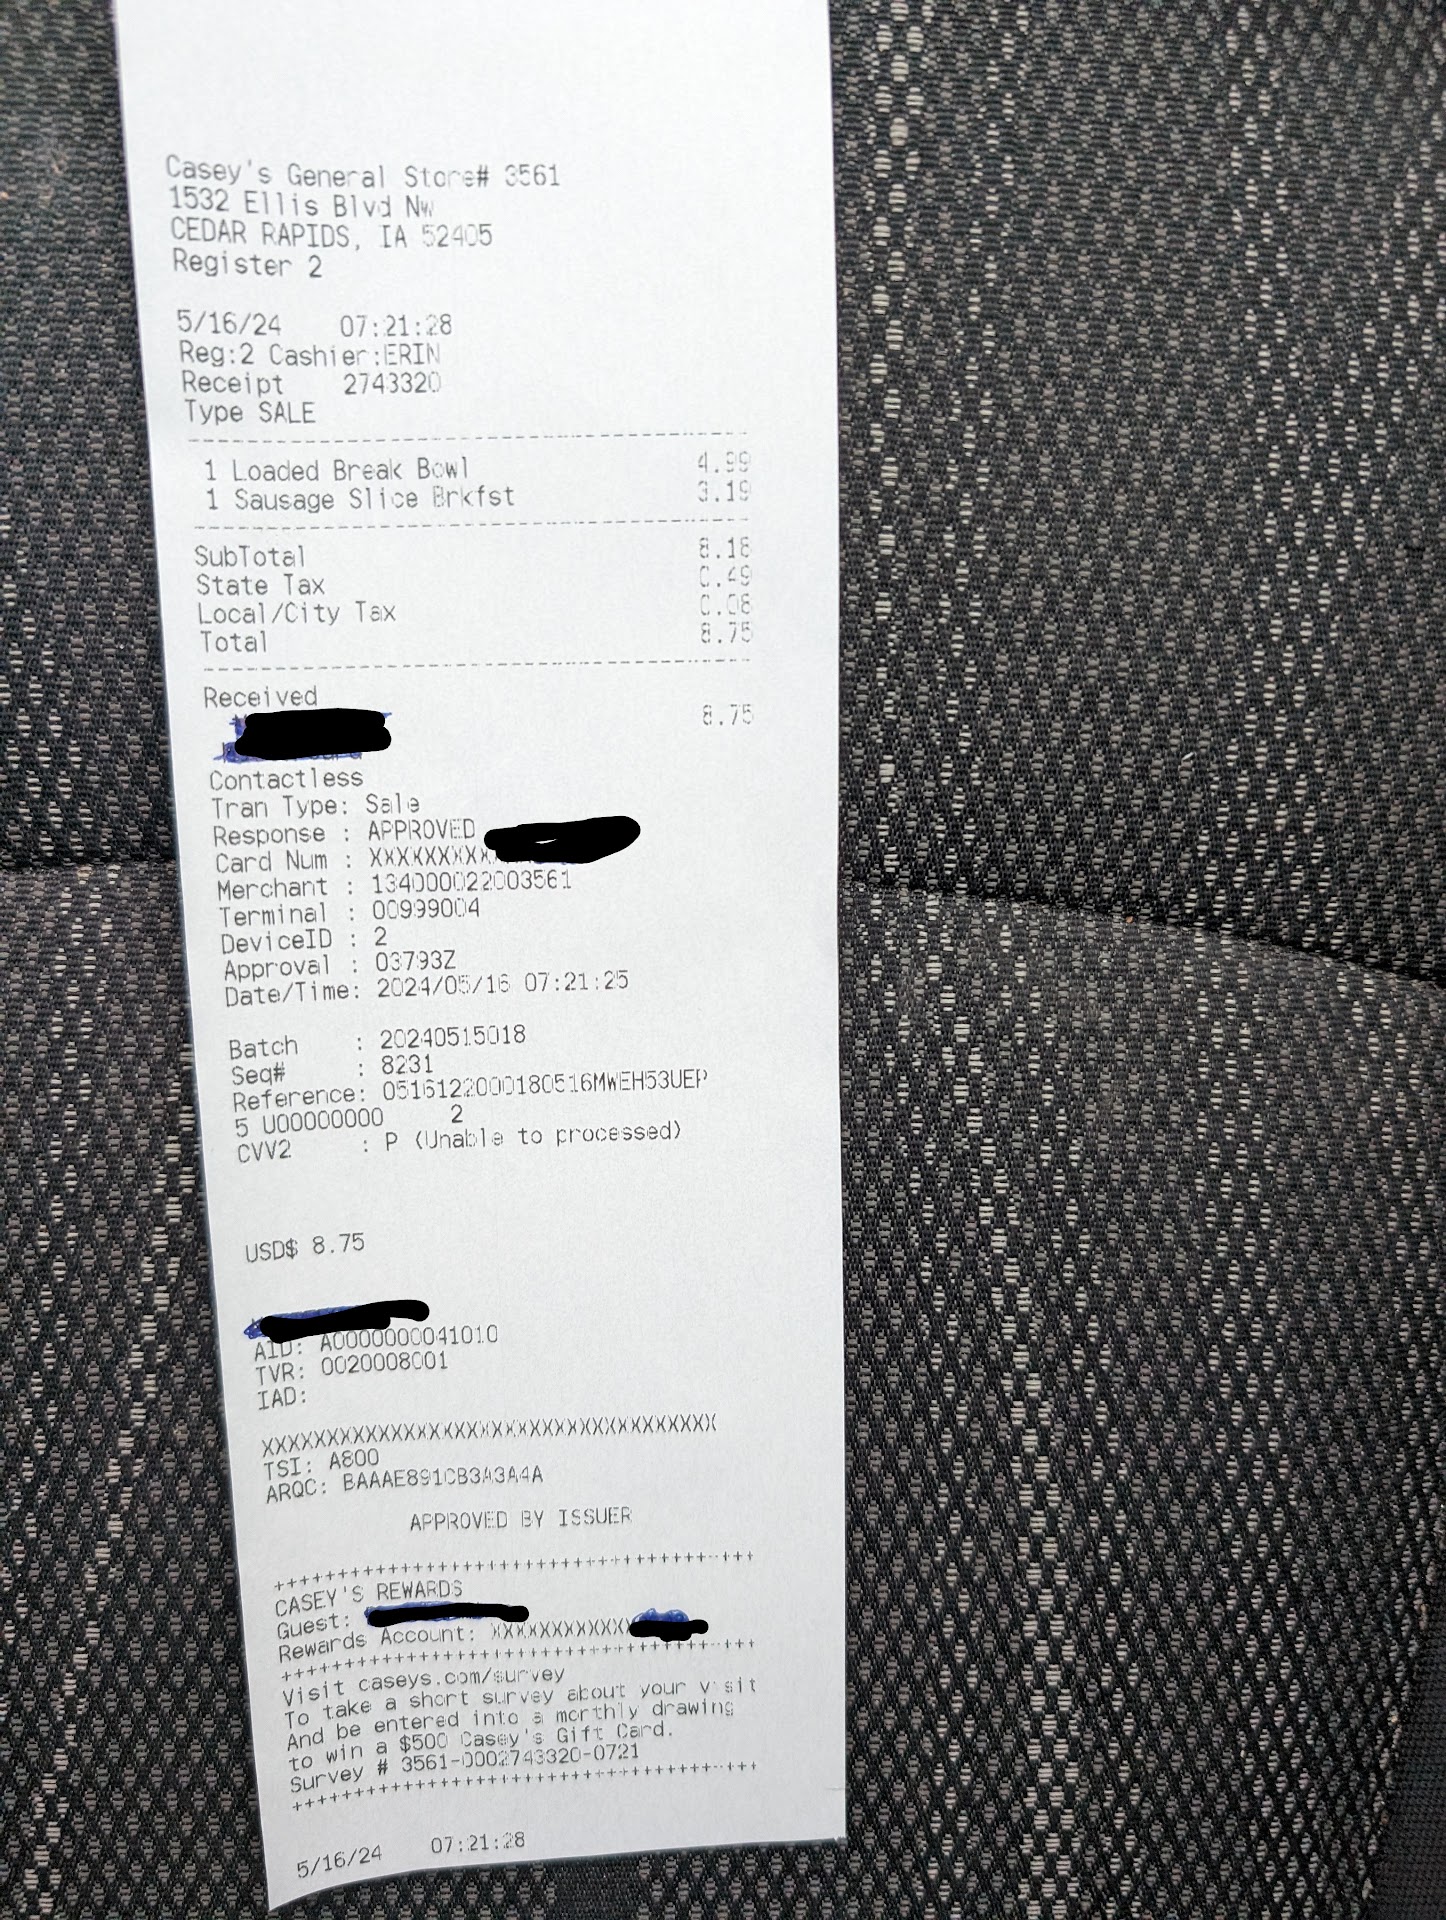 Casey's General Store# 3561
1532 Ellis Blvd Nw
CEDAR RAPIDS, IA 52405
Register 2
5/16/24 07:21:28
Reg:2 Cashier:ERIN
Receipt 2743320
Type SALE
1 Loaded Break Bowl 4.99
1 Sausage Slice Brkfst 3.19
SubTotal 8.18
State Tax 0.49
Local/City Tax 0.08
Total 8.75
Received
8.75
Contactless
Tran Type: Sale
Response : APPROVED
Card Num : XXXXXXXXX
Merchant : 134000022003561
Terminal : 00999004
DeviceID : 2
Approval : 03793Z
Date/Time: 2024/05/16 07:21:25
Batch : 20240515018
Seq# : 8231
Reference: 0516122000180516MWEH53UEP
5 U00000000 2
CVV2 : P (Unable to processed)
USD$ 8.75
AID: A0000000041010
TVR: 0020008001
IAD:
XXXXXXXXXXXXXXXXXXXXXXXXXXXXXXXXXXX
TSI: A800
ARQC: BAAAE891CB3A3A4A
APPROVED BY ISSUER
+++++++++++++++++++++++++++++++++++++++
CASEY'S REWARDS
Guest:
Rewards Account: XXXXXXXXXXX
+++++++++++++++++++++++++++++++++++++++
Visit caseys.com/survey
To take a short survey about your visit
And be entered into a monthly drawing
to win a $500 Casey's Gift Card.
Survey # 3561-0002743320-0721
+++++++++++++++++++++++++++++++++++++++
5/16/24 07:21:28